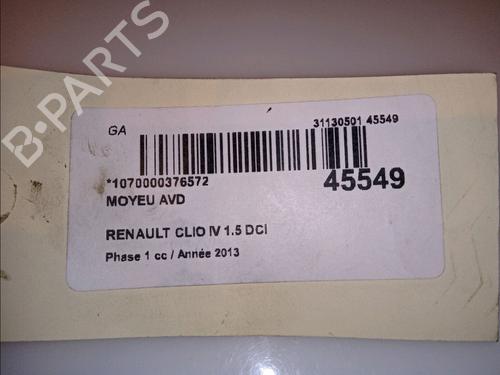 B-PARTS
GA
31130501 45549
*1070000376572
45549
MOYEU AVD
RENAULT CLIO IV 1.5 DCI
Phase 1 cc / Année 2013